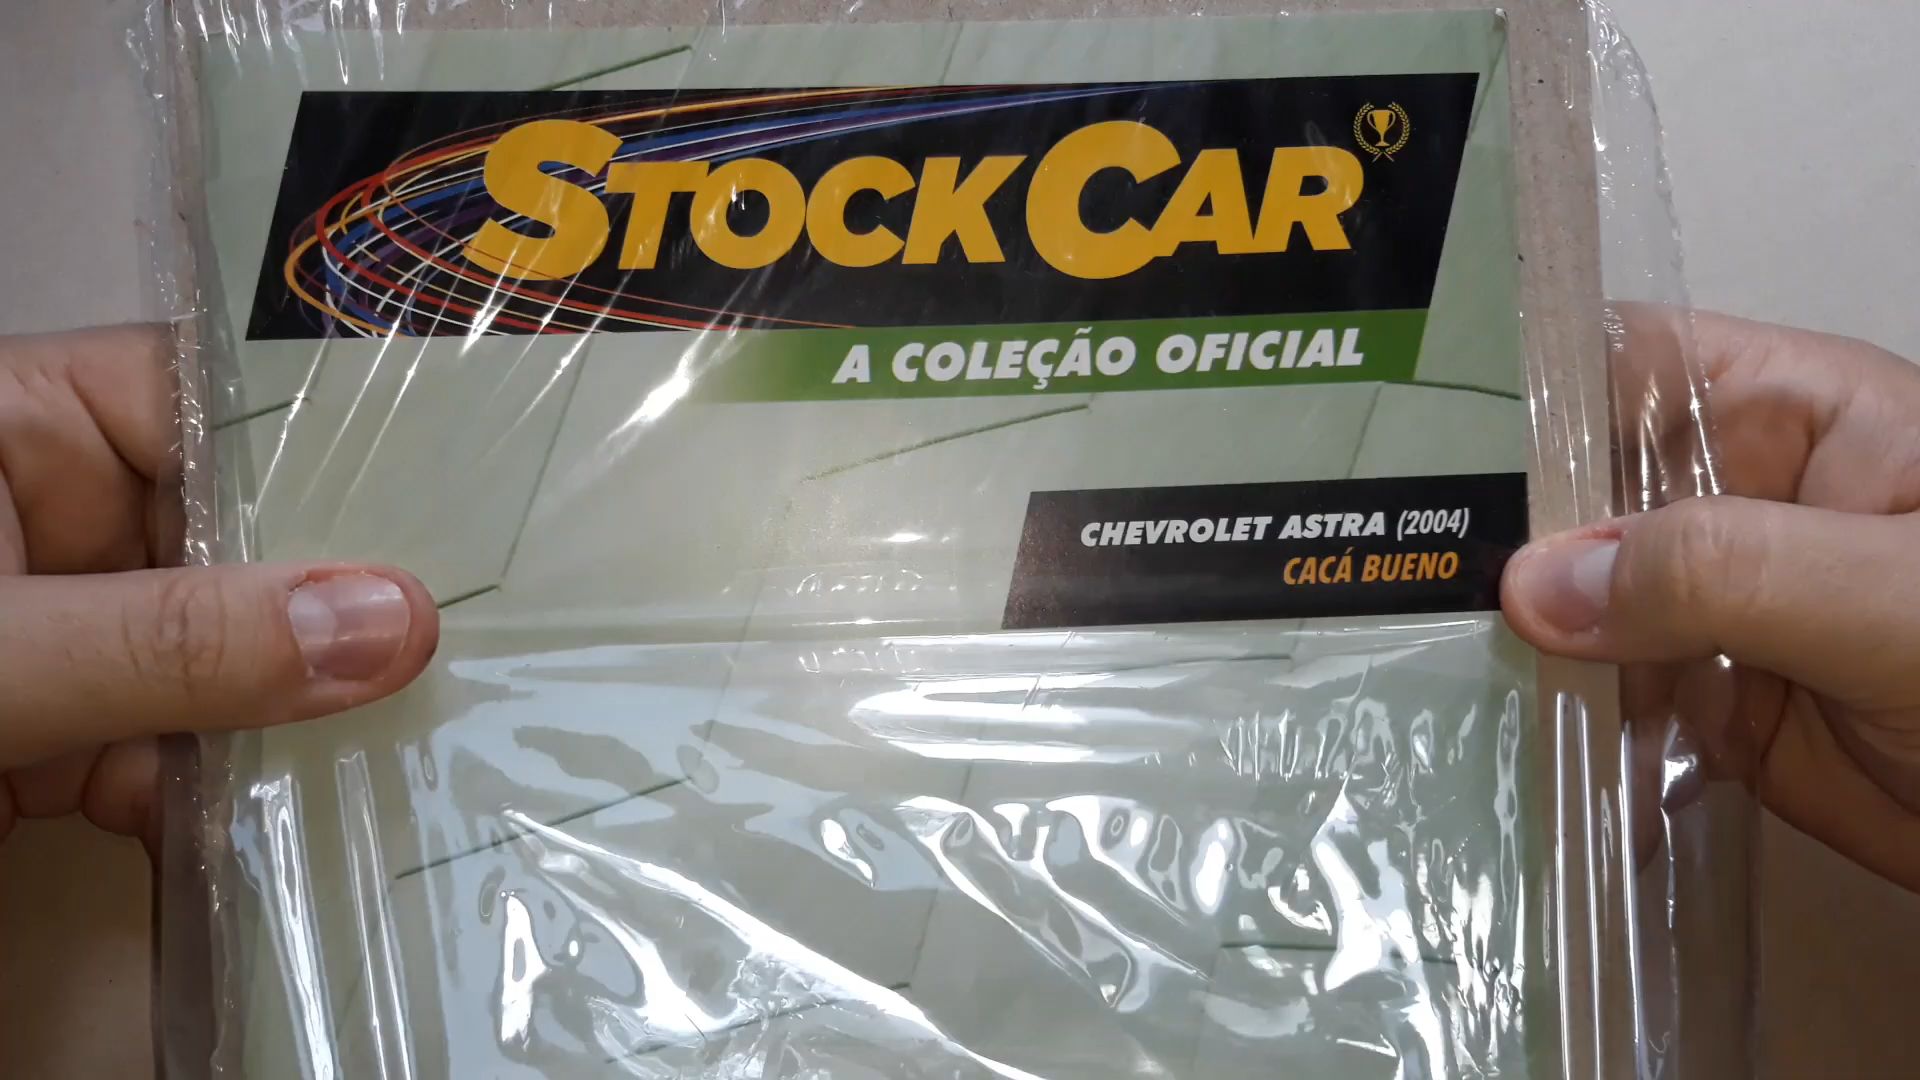 STOCK CAR
A COLEÇÃO OFICIAL
CHEVROLET ASTRA (2004)
CACÁ BUENO